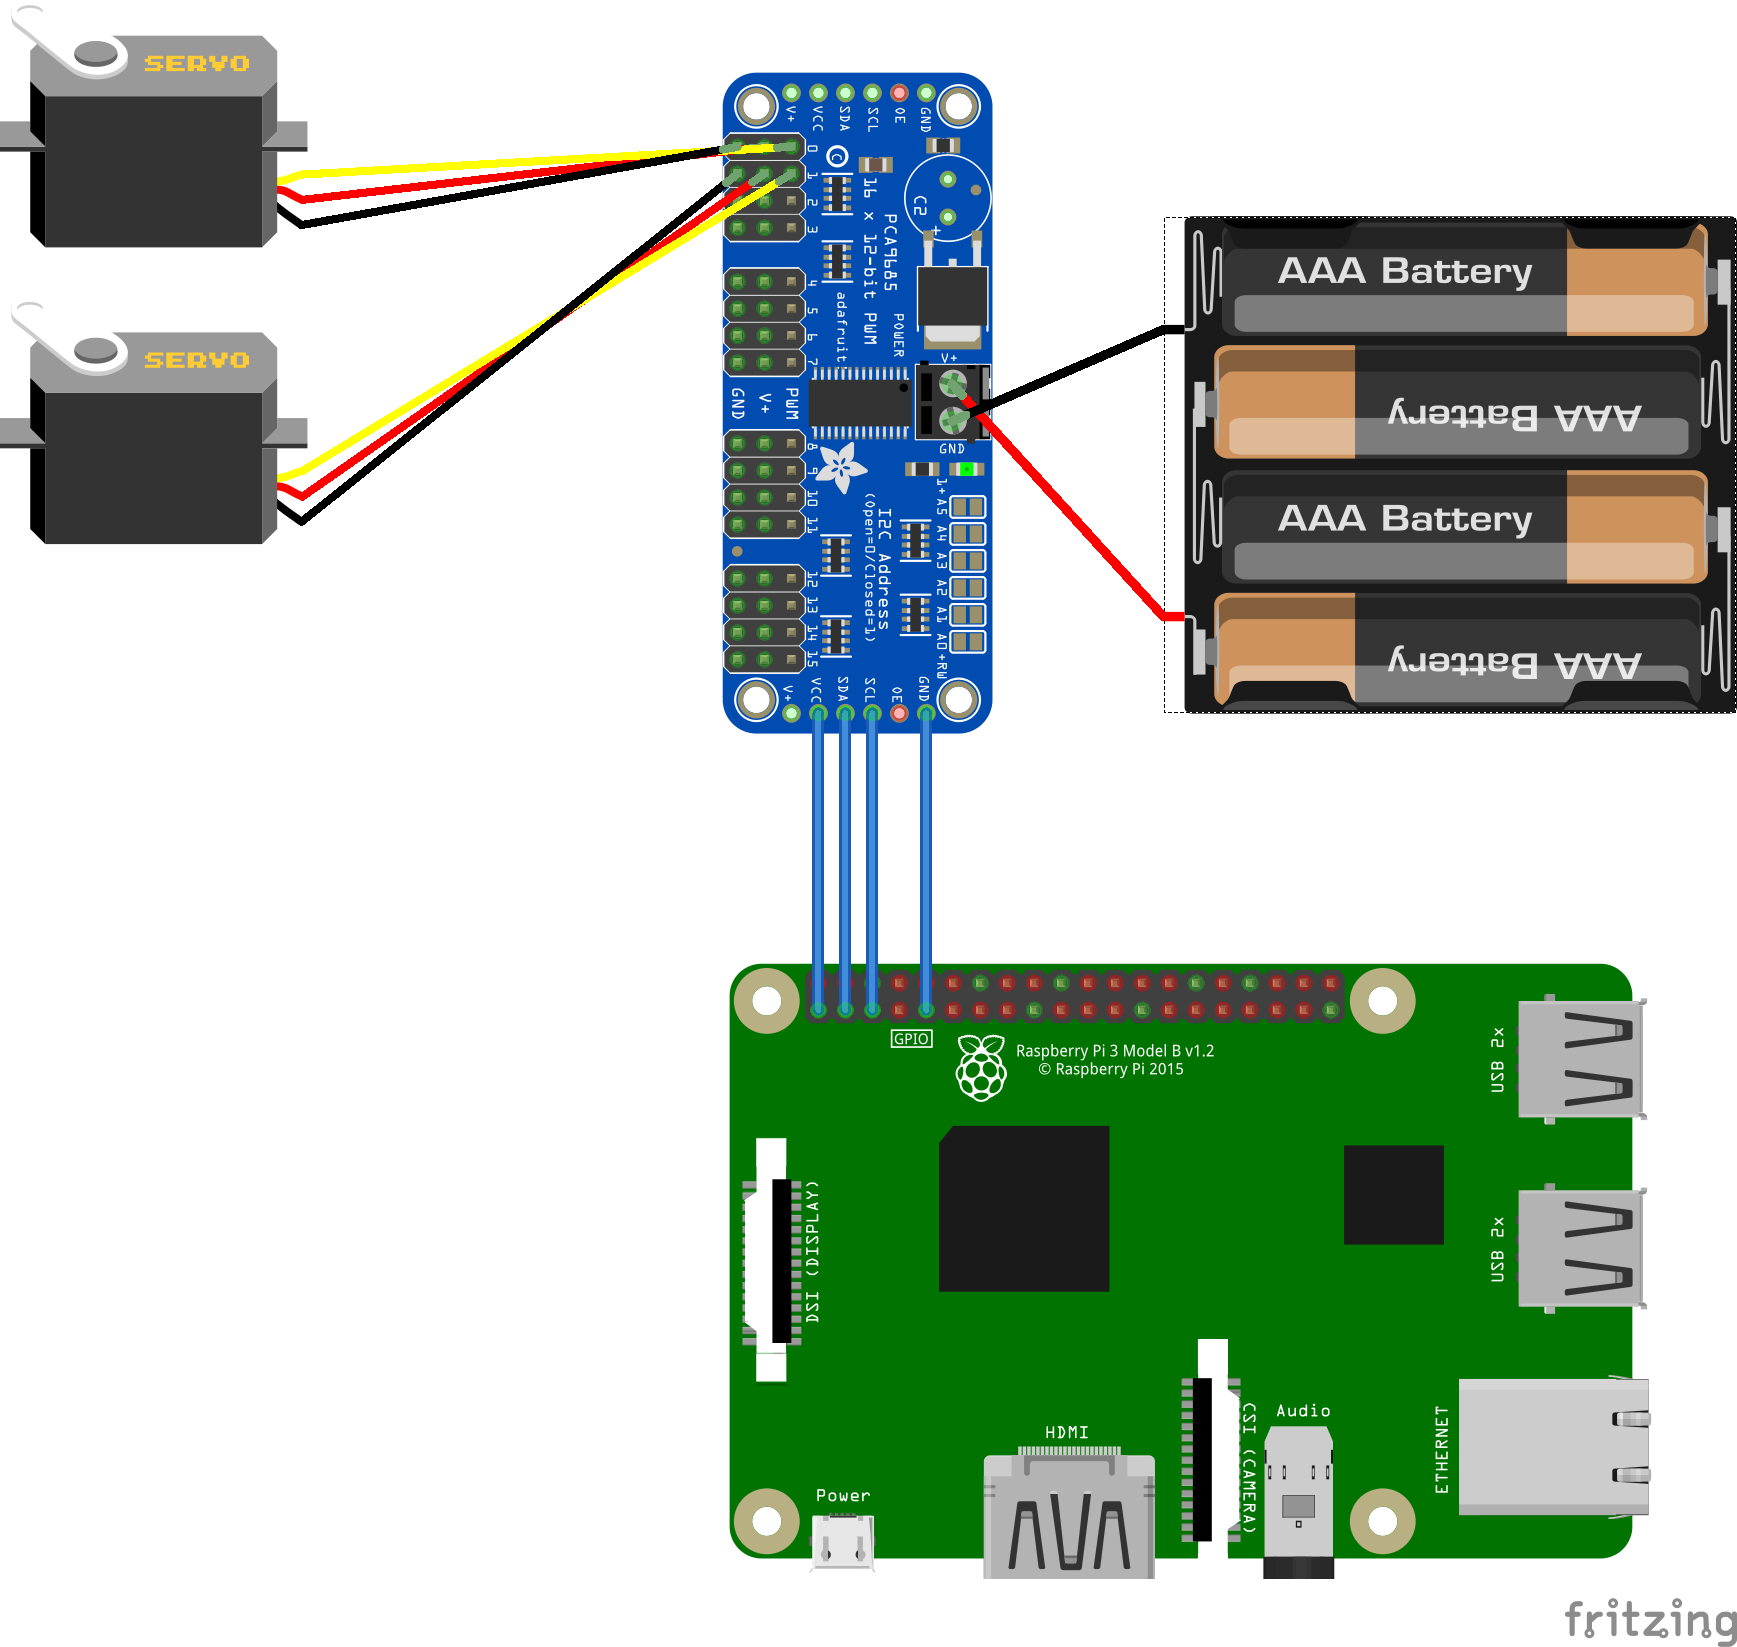 SERVO
SERVO
V+
VCC
SDA
SCL
OE
GND
0
1
2
3
4
5
6
7
C
C2
+
16 x 12-bit PWM
PCA9685
adafruit
POWER
V+
GND
V+
PWM
GND
8
9
10
11
12
13
14
15
I2C Address
(open=0/Closed=1)
A5
A4
A3
A2
A1
A0
V+
VCC
SDA
SCL
OE
GND
AAA Battery
AAA Battery
AAA Battery
AAA Battery
GPIO
Raspberry Pi 3 Model B v1.2
© Raspberry Pi 2015
USB 2x
USB 2x
DSI (DISPLAY)
Power
HDMI
CSI (CAMERA)
Audio
ETHERNET
fritzing